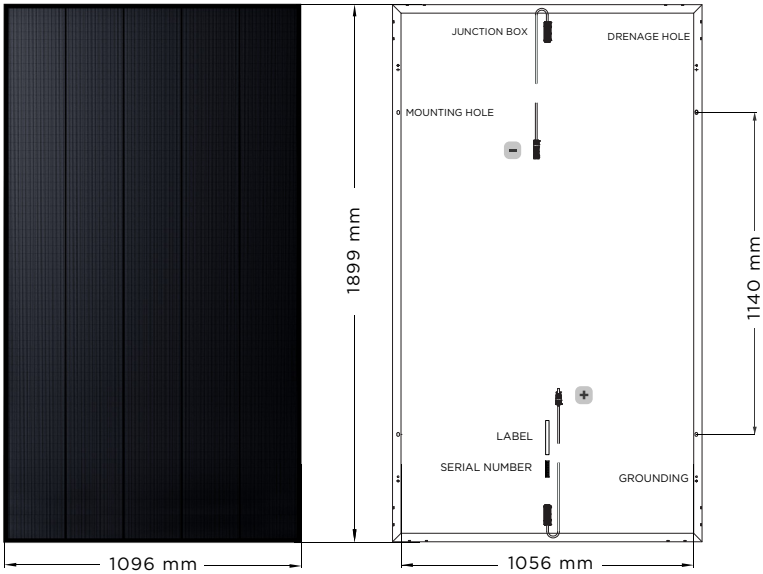 JUNCTION BOX
DRENAGE HOLE
MOUNTING HOLE
−
1899 mm
1140 mm
+
LABEL
SERIAL NUMBER
GROUNDING
1096 mm
1056 mm